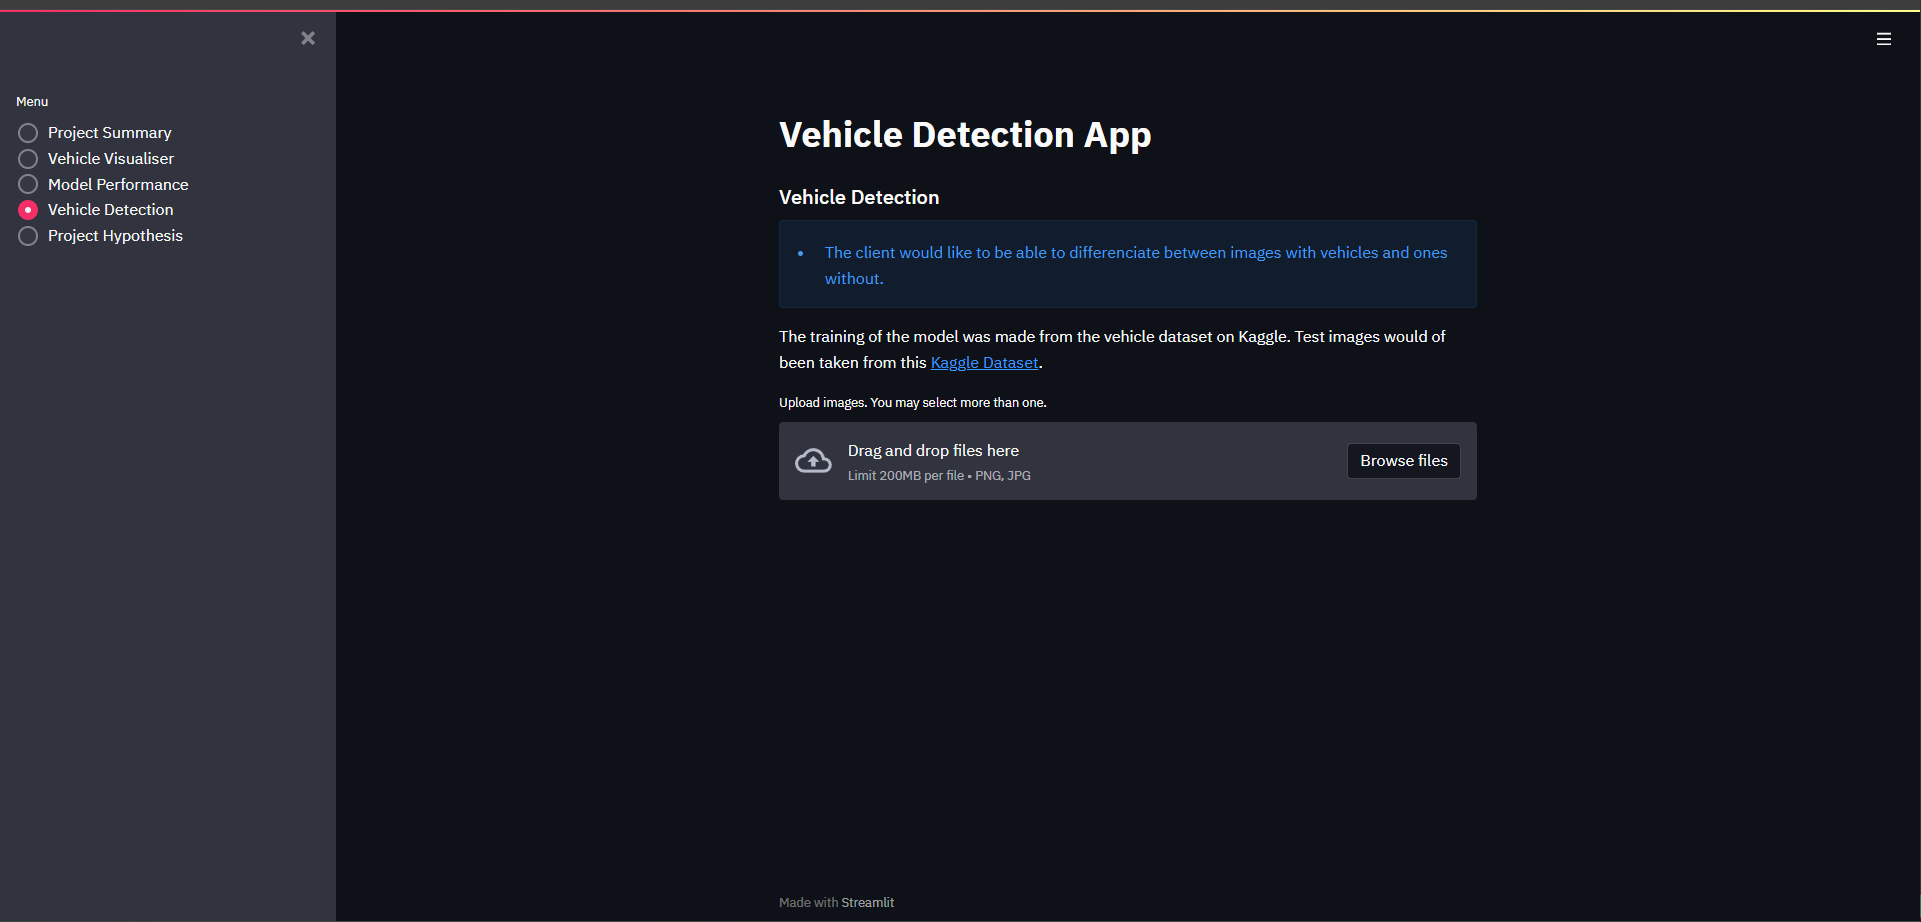 Menu
Project Summary
Vehicle Visualiser
Model Performance
Vehicle Detection
Project Hypothesis
Vehicle Detection App
Vehicle Detection
• The client would like to be able to differenciate between images with vehicles and ones
without.
The training of the model was made from the vehicle dataset on Kaggle. Test images would of
been taken from this Kaggle Dataset.
Upload images. You may select more than one.
Drag and drop files here
Limit 200MB per file • PNG, JPG
Browse files
Made with Streamlit